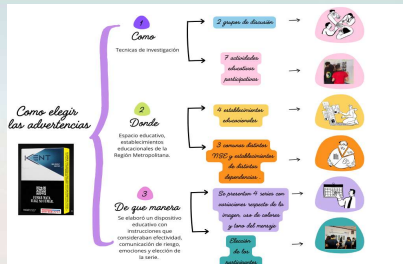 Como elegir
las advertencias
KENT
1
Como
Tecnicas de investigación
2 grupos de discusión
7 actividades
educativas
participativas
2
Donde
Espacio educativo,
establecimientos
educacionales de la
Región Metropolitana.
4 establecimientos
educacionales
3 comunas distintos
NSE y establecimientos
de distintas
dependencias
3
De que manera
Se elaboró un dispositivo
educativo con
instrucciones que
consideraban efectividad,
comunicación de riesgo,
emociones y elección de
la serie.
Se presentan 4 series con
variaciones respecto de la
imagen, uso de colores
y tono del mensaje
Elección
de los
participantes